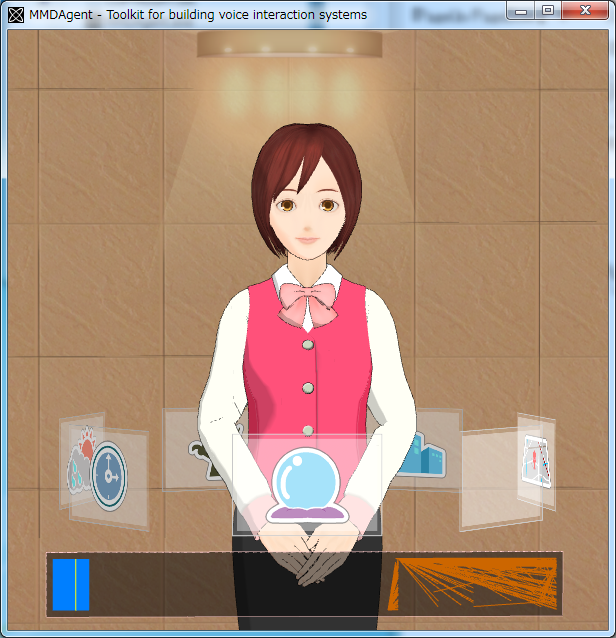 MMDAgent - Toolkit for building voice interaction systems